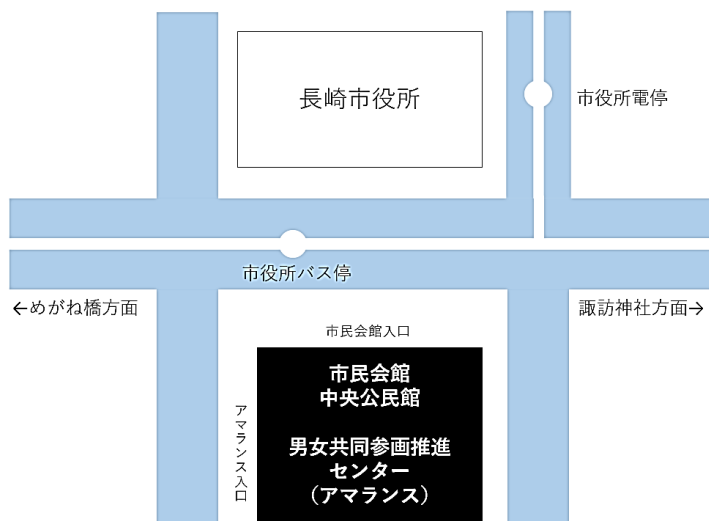 長崎市役所
市役所電停
市役所バス停
←めがね橋方面
諏訪神社方面→
市民会館入口
市民会館
中央公民館
アマランス入口
男女共同参画推進
センター
（アマランス）